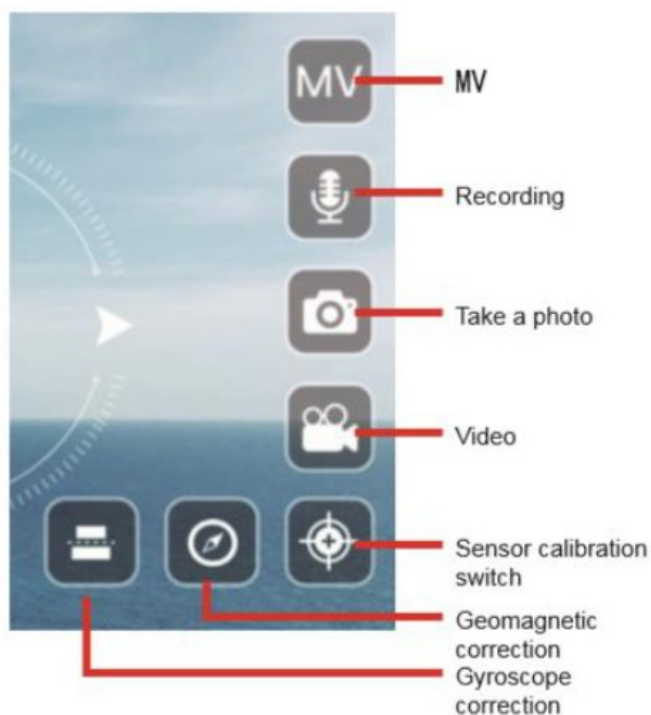 MV
MV
Recording
Take a photo
Video
Sensor calibration
switch
Geomagnetic
correction
Gyroscope
correction